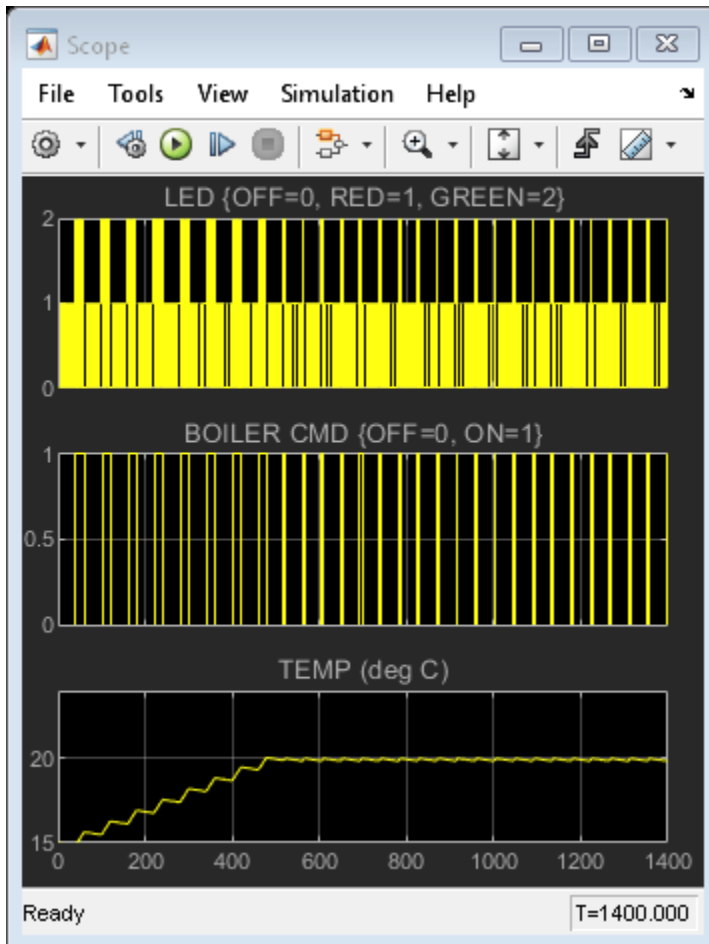 Scope
File Tools View Simulation Help
LED {OFF=0, RED=1, GREEN=2}
2
1
0
BOILER CMD {OFF=0, ON=1}
1
0.5
0
TEMP (deg C)
20
15
0 200 400 600 800 1000 1200 1400
Ready T=1400.000